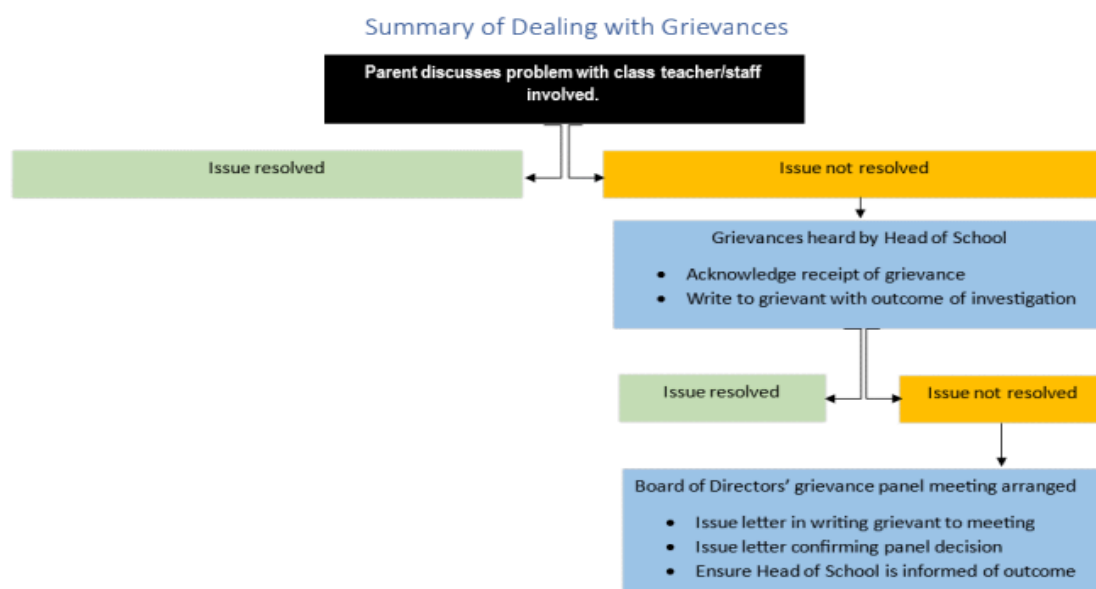 Summary of Dealing with Grievances
Parent discusses problem with class teacher/staff
involved.
Issue resolved
Issue not resolved
Grievances heard by Head of School
• Acknowledge receipt of grievance
• Write to grievant with outcome of investigation
Issue resolved
Issue not resolved
Board of Directors' grievance panel meeting arranged
• Issue letter in writing grievant to meeting
• Issue letter confirming panel decision
• Ensure Head of School is informed of outcome